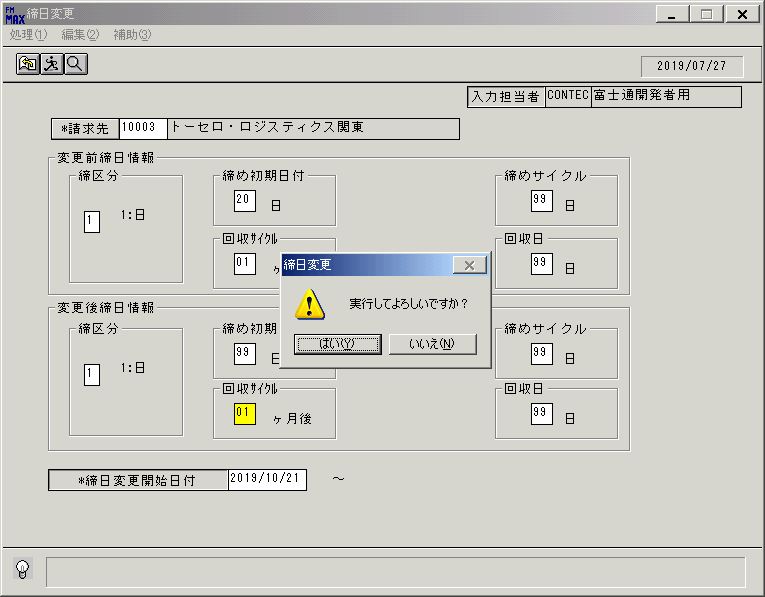 FM MAX 締日変更
処理(1) 編集(2) 補助(3)
2019/07/27
入力担当者 CONTEC 富士通開発者用
*請求先 10003 トーセロ・ロジスティクス関東
変更前締日情報
締区分 締め初期日付 締めサイクル
1 1:日 20 日 99 日
回収ｻｲｸﾙ 回収日
01 ヶ 99 日
締日変更
実行してよろしいですか？
はい(Y) いいえ(N)
変更後締日情報
締区分 締め初期 締めサイクル
1 1:日 99 日 99 日
回収ｻｲｸﾙ 回収日
01 ヶ月後 99 日
*締日変更開始日付 2019/10/21 ～